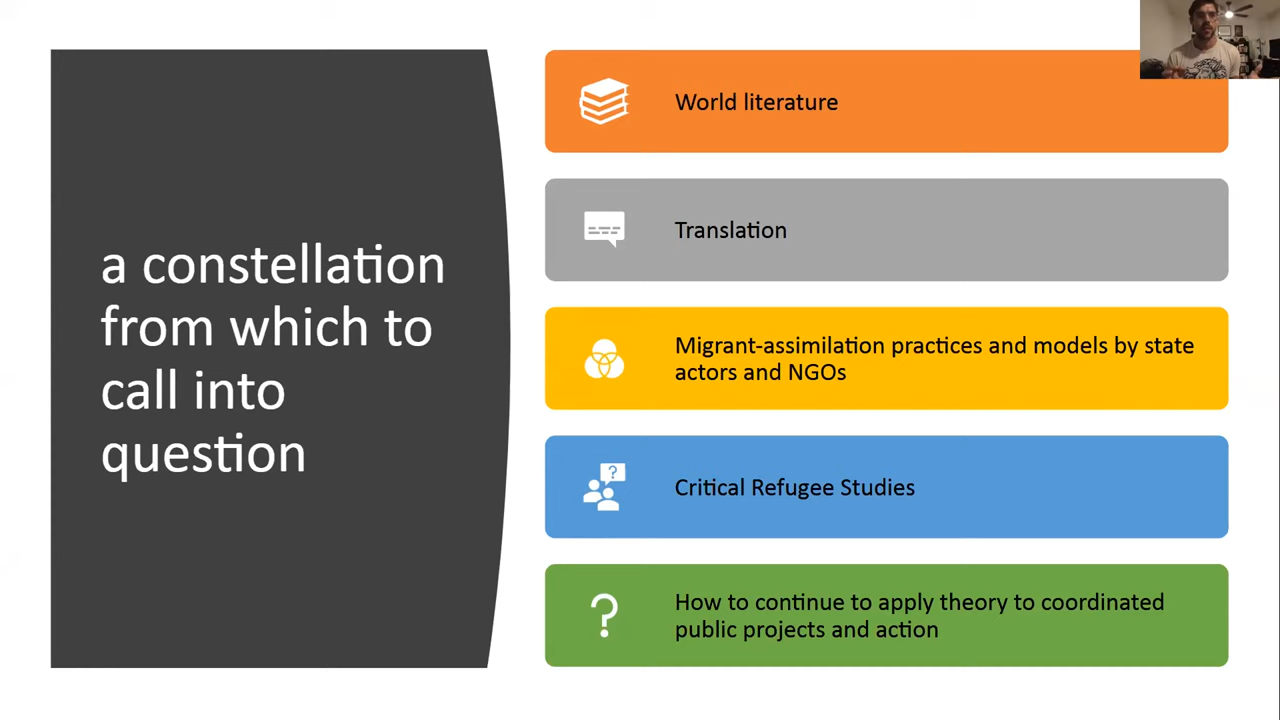 a constellation
from which to
call into
question
World literature
Translation
Migrant-assimilation practices and models by state
actors and NGOs
?
Critical Refugee Studies
?
How to continue to apply theory to coordinated
public projects and action